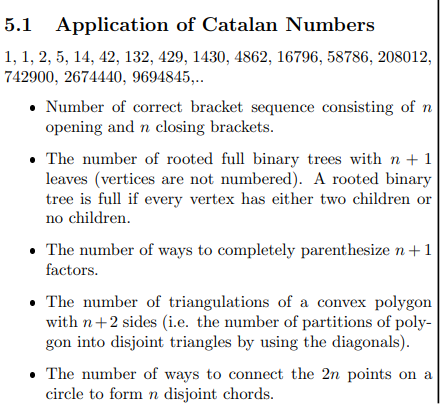 5.1 Application of Catalan Numbers
1, 1, 2, 5, 14, 42, 132, 429, 1430, 4862, 16796, 58786, 208012,
742900, 2674440, 9694845,..
• Number of correct bracket sequence consisting of n
opening and n closing brackets.
• The number of rooted full binary trees with n + 1
leaves (vertices are not numbered). A rooted binary
tree is full if every vertex has either two children or
no children.
• The number of ways to completely parenthesize n + 1
factors.
• The number of triangulations of a convex polygon
with n + 2 sides (i.e. the number of partitions of poly-
gon into disjoint triangles by using the diagonals).
• The number of ways to connect the 2n points on a
circle to form n disjoint chords.